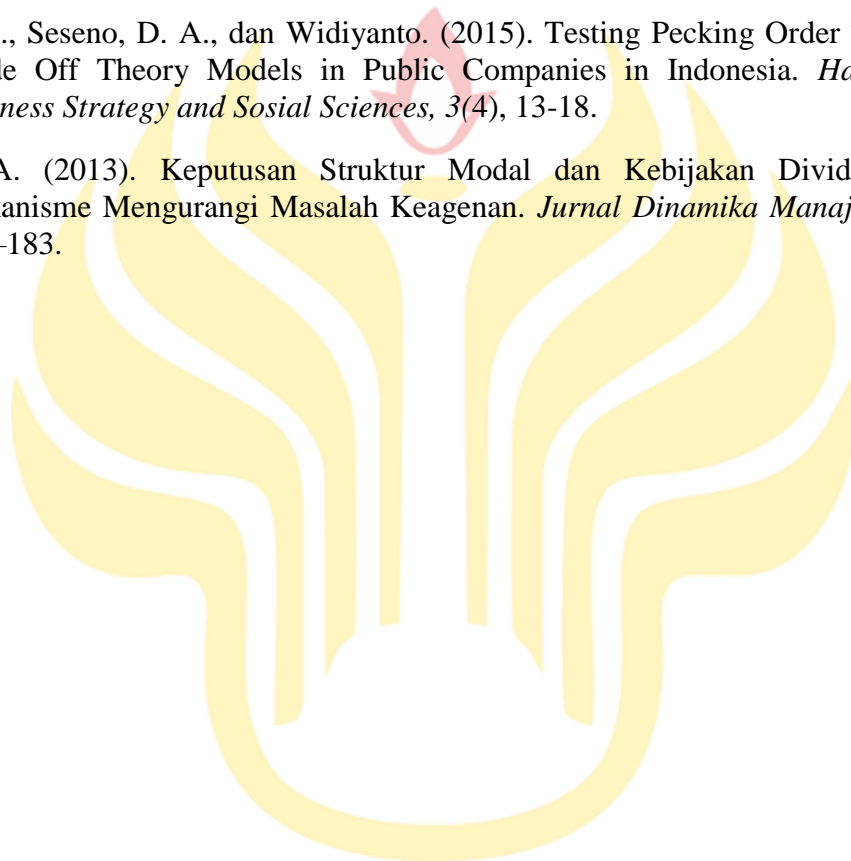 ., Seseno, D. A., dan Widiyanto. (2015). Testing Pecking Order
de Off Theory Models in Public Companies in Indonesia. Ha
ness Strategy and Sosial Sciences, 3(4), 13-18.
A. (2013). Keputusan Struktur Modal dan Kebijakan Divid
kanisme Mengurangi Masalah Keagenan. Jurnal Dinamika Manaj
–183.